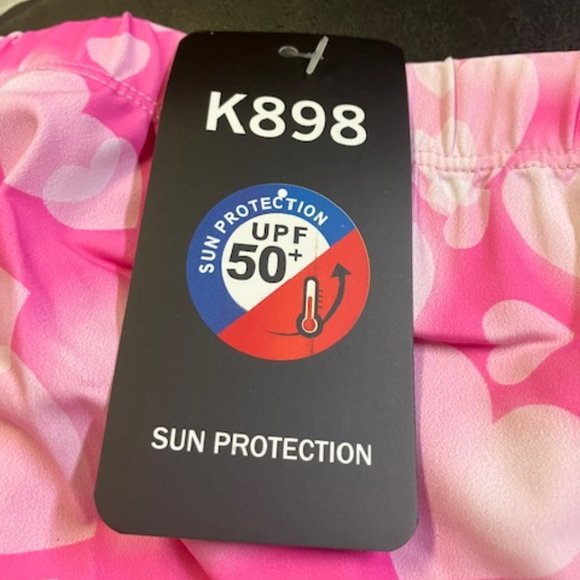 K898
SUN PROTECTION
UPF
50+
SUN PROTECTION